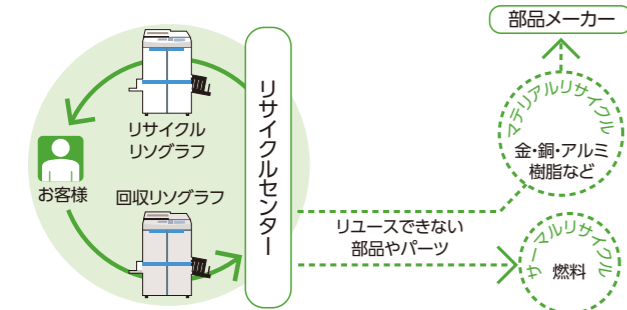 部品メーカー
マテリアルリサイクル
金・銅・アルミ
樹脂など
リサイクル
リソグラフ
お客様
回収リソグラフ
リサイクルセンター
リユースできない
部品やパーツ
サーマルリサイクル
燃料